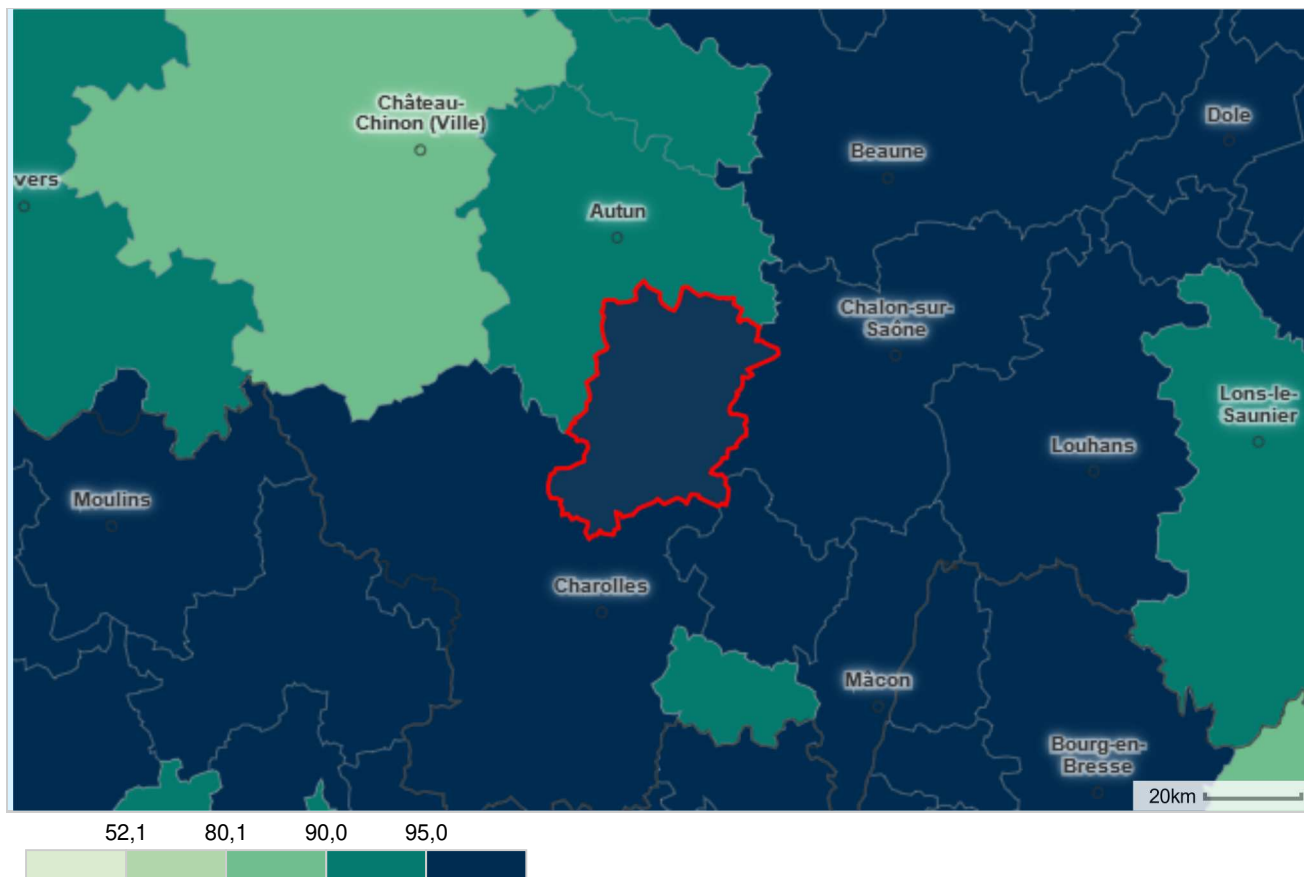 Château-
Chinon (Ville)
Dole
Beaune
vers
Autun
Chalon-sur-
Saône
Lons-le-
Saunier
Louhans
Moulins
Charolles
Mâcon
Bourg-en-
Bresse
20km
52,1 80,1 90,0 95,0